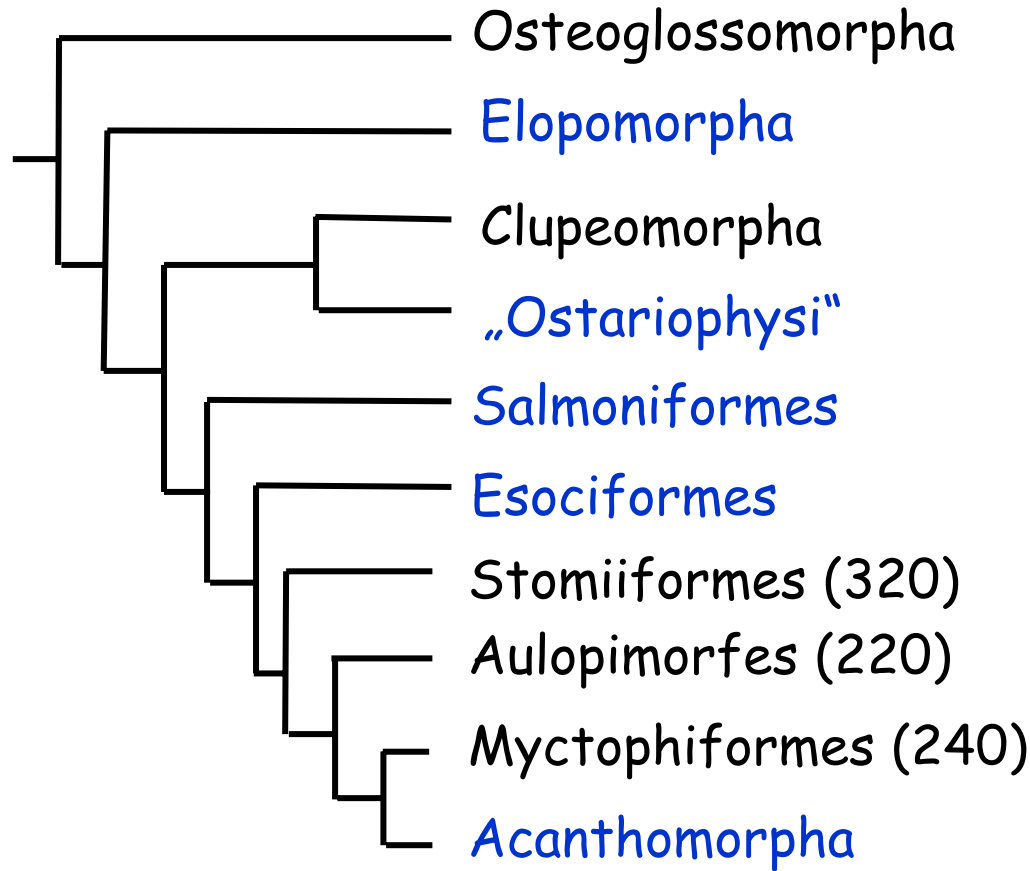 Osteoglossomorpha
Elopomorpha
Clupeomorpha
„Ostariophysi“
Salmoniformes
Esociformes
Stomiiformes (320)
Aulopimorfes (220)
Myctophiformes (240)
Acanthomorpha